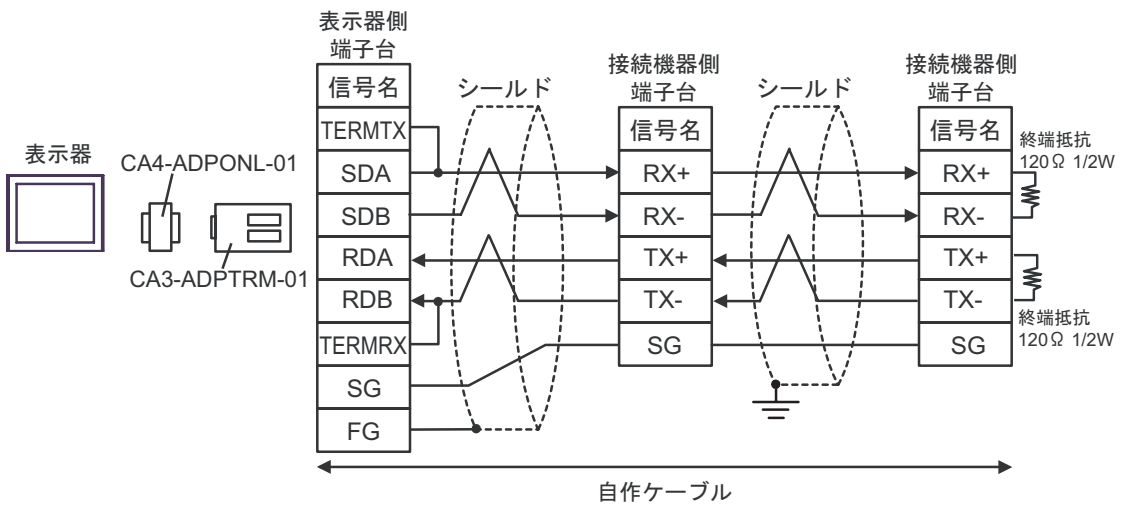 表示器
CA4-ADPONL-01
CA3-ADPTRM-01
表示器側
端子台
信号名
TERMTX
SDA
SDB
RDA
RDB
TERMRX
SG
FG
シールド
接続機器側
端子台
信号名
RX+
RX-
TX+
TX-
SG
シールド
接続機器側
端子台
信号名
RX+
RX-
TX+
TX-
SG
終端抵抗
120Ω 1/2W
終端抵抗
120Ω 1/2W
自作ケーブル